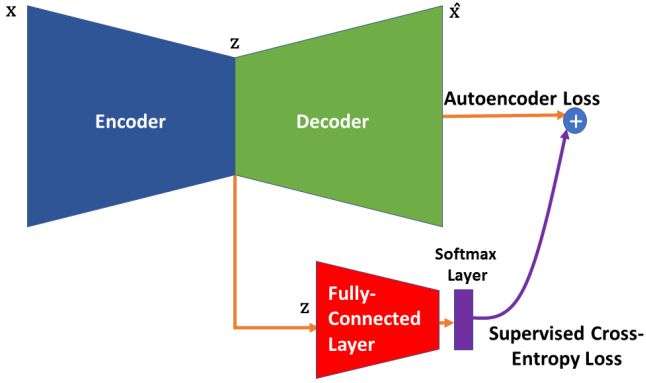 x
z
x̂
Encoder
Decoder
Autoencoder Loss
+
Softmax
Layer
z
Fully-
Connected
Layer
Supervised Cross-
Entropy Loss